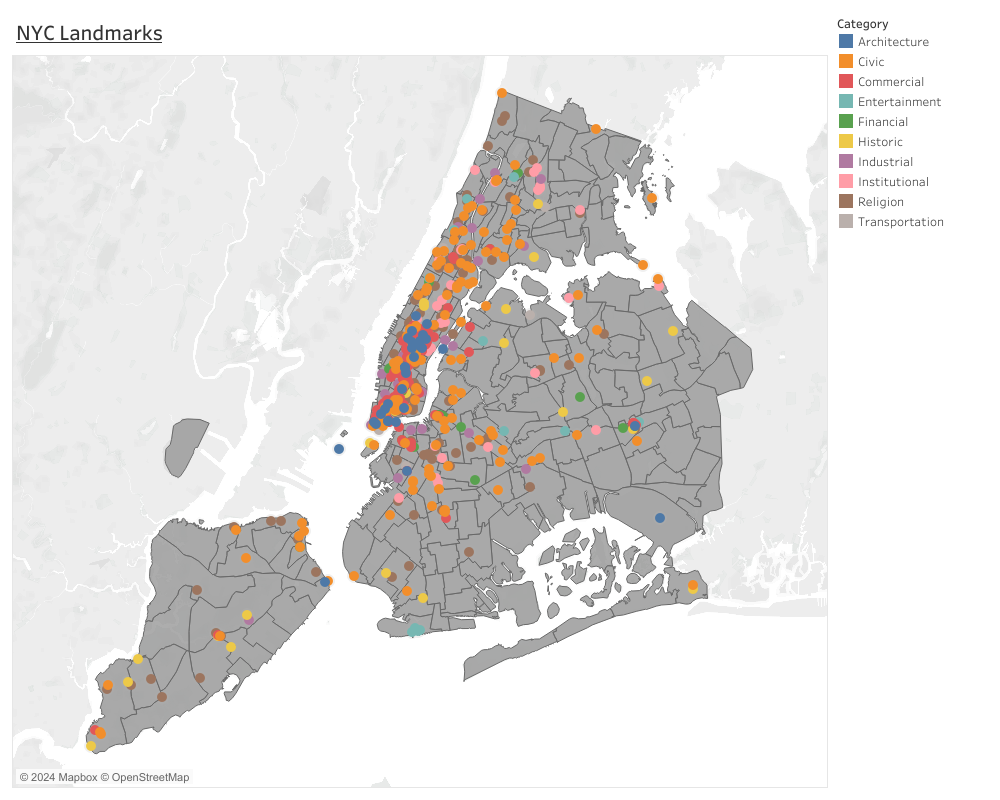 NYC Landmarks
Category
Architecture
Civic
Commercial
Entertainment
Financial
Historic
Industrial
Institutional
Religion
Transportation
© 2024 Mapbox © OpenStreetMap